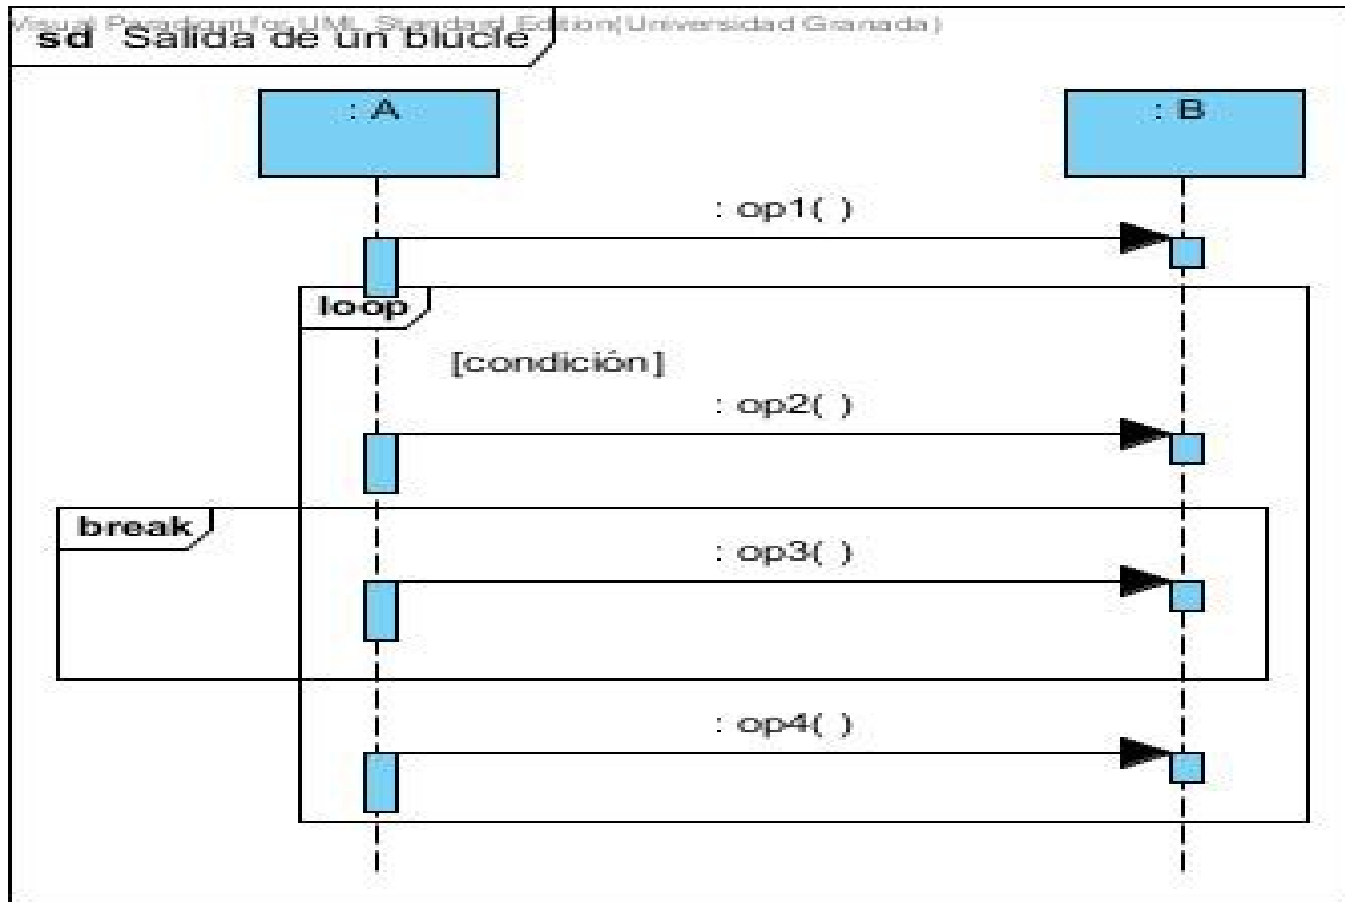 Visual Paradigm for UML Standard Edition(Universidad Granada)
sd Salida de un blucle
: A
: B
: op1( )
loop
[condición]
: op2( )
break
: op3( )
: op4( )